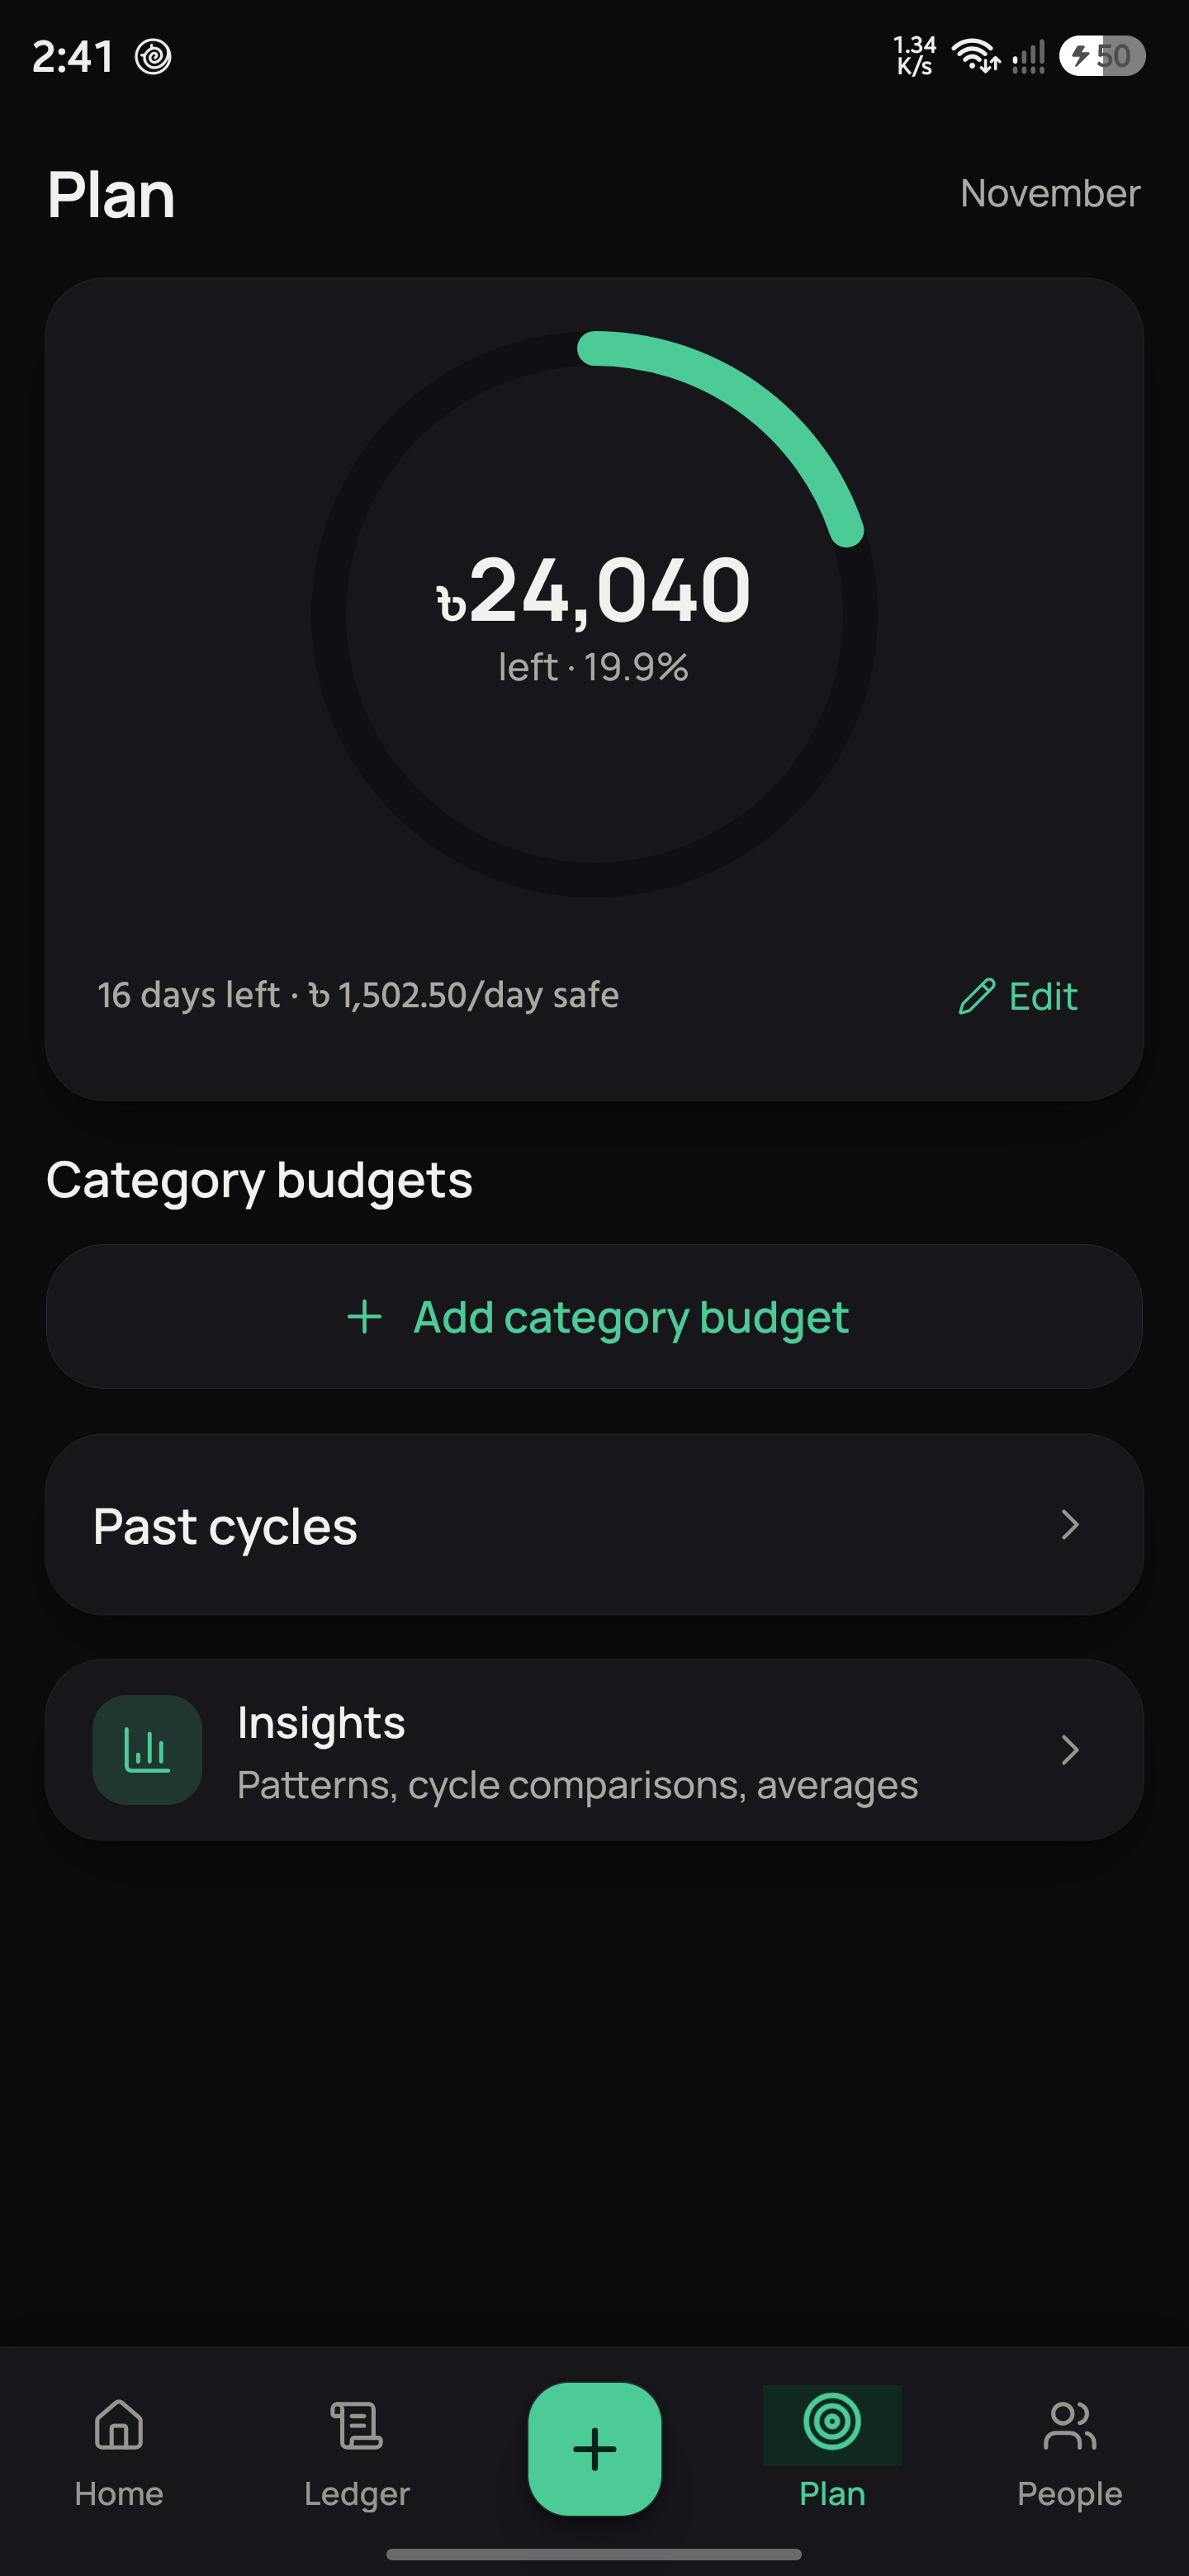 2:41
1.34
K/s
50
Plan
November
৳24,040
left · 19.9%
16 days left · ৳ 1,502.50/day safe
Edit
Category budgets
Add category budget
Past cycles
Insights
Patterns, cycle comparisons, averages
Home
Ledger
Plan
People